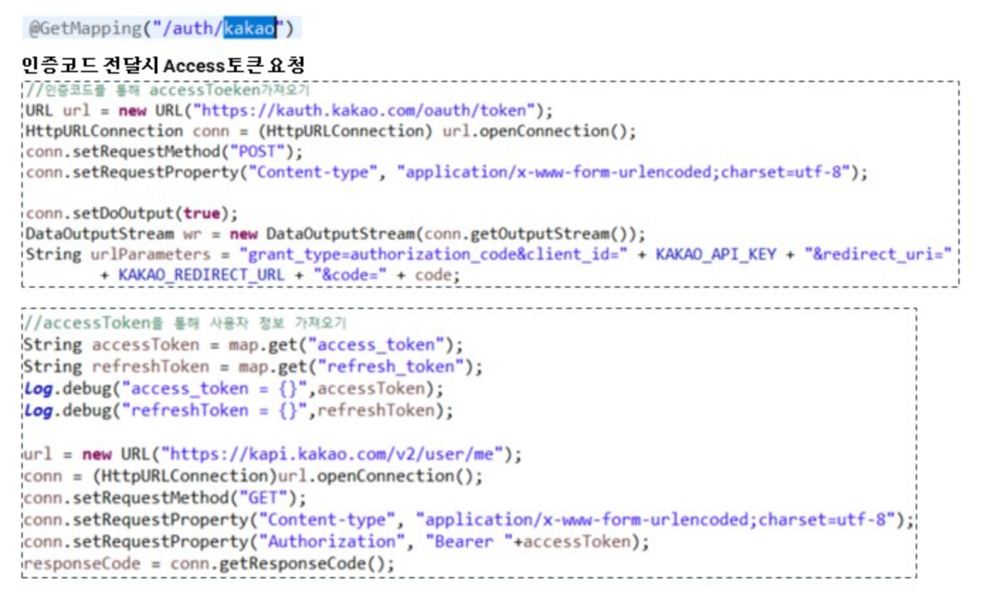 @GetMapping("/auth/kakao")
인증코드 전달시 Access토큰 요청
//인증코드를 통해 accessToeken가져오기
URL url = new URL("https://kauth.kakao.com/oauth/token");
HttpURLConnection conn = (HttpURLConnection) url.openConnection();
conn.setRequestMethod("POST");
conn.setRequestProperty("Content-type", "application/x-www-form-urlencoded;charset=utf-8");
conn.setDoOutput(true);
DataOutputStream wr = new DataOutputStream(conn.getOutputStream());
String urlParameters = "grant_type=authorization_code&client_id=" + KAKAO_API_KEY + "&redirect_uri="
+ KAKAO_REDIRECT_URL + "&code=" + code;
//accessToken을 통해 사용자 정보 가져오기
String accessToken = map.get("access_token");
String refreshToken = map.get("refresh_token");
Log.debug("access_token = {}",accessToken);
Log.debug("refreshToken = {}",refreshToken);
url = new URL("https://kapi.kakao.com/v2/user/me");
conn = (HttpURLConnection)url.openConnection();
conn.setRequestMethod("GET");
conn.setRequestProperty("Content-type", "application/x-www-form-urlencoded;charset=utf-8");
conn.setRequestProperty("Authorization", "Bearer "+accessToken);
responseCode = conn.getResponseCode();